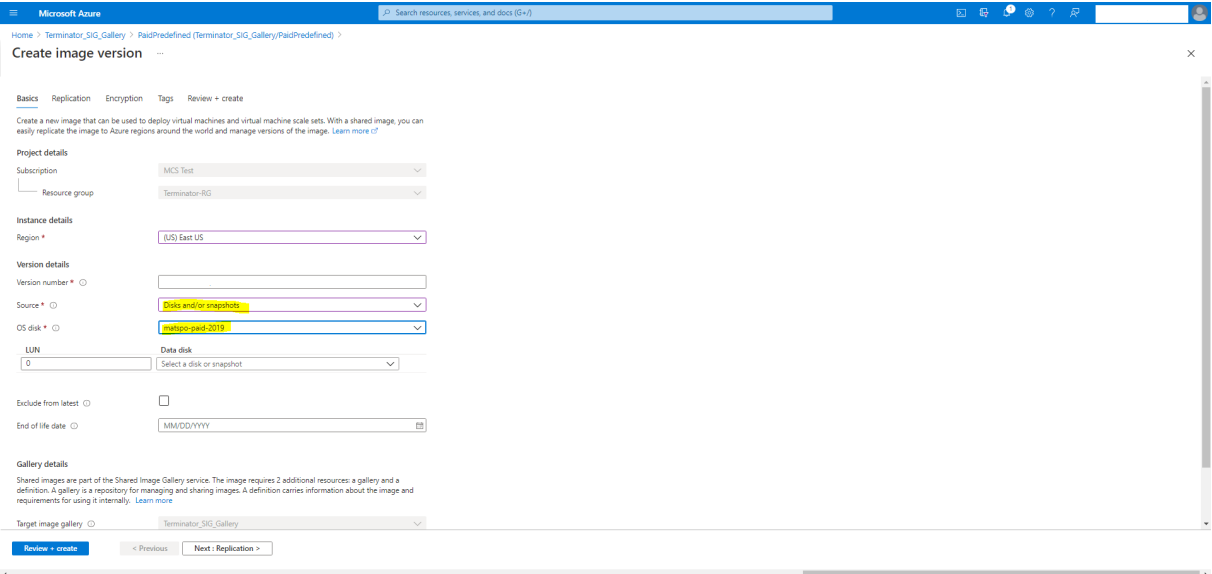 Microsoft Azure
Search resources, services, and docs (G+/)
1
Home > Terminator_SIG_Gallery > PaidPredefined (Terminator_SIG_Gallery/PaidPredefined) >
Create image version ...
Basics Replication Encryption Tags Review + create
Create a new image that can be used to deploy virtual machines and virtual machine scale sets. With a shared image, you can
easily replicate the image to Azure regions around the world and manage versions of the image. Learn more
Project details
Subscription MCS Test
Resource group Terminator-RG
Instance details
Region * (US) East US
Version details
Version number *
Source * Disks and/or snapshots
OS disk * matspo-paid-2019
LUN Data disk
0 Select a disk or snapshot
Exclude from latest
End of life date MM/DD/YYYY
Gallery details
Shared images are part of the Shared Image Gallery service. The image requires 2 additional resources: a gallery and a
definition. A gallery is a repository for managing and sharing images. A definition carries information about the image and
requirements for using it internally. Learn more
Target image gallery Terminator_SIG_Gallery
Review + create < Previous Next : Replication >